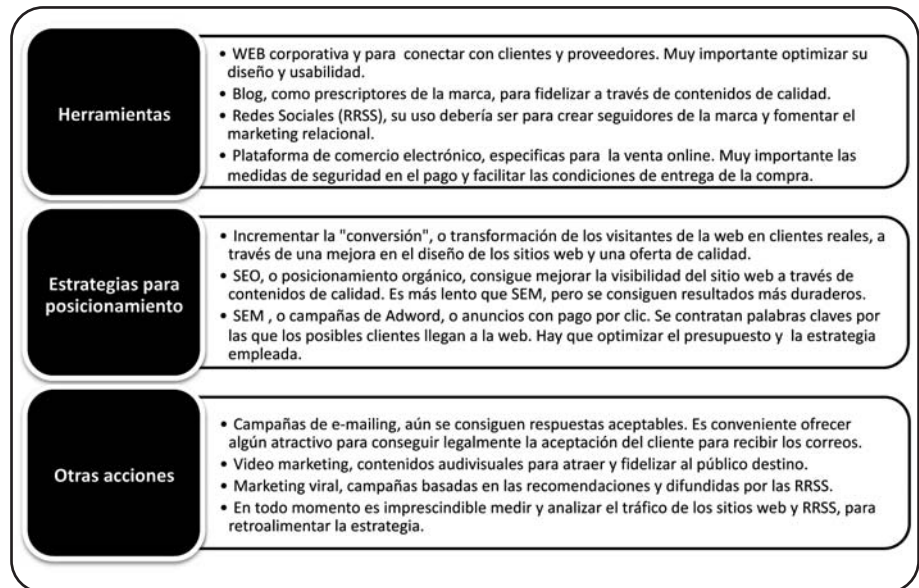 Herramientas
• WEB corporativa y para conectar con clientes y proveedores. Muy importante optimizar su
diseño y usabilidad.
• Blog, como prescriptores de la marca, para fidelizar a través de contenidos de calidad.
• Redes Sociales (RRSS), su uso debería ser para crear seguidores de la marca y fomentar el
marketing relacional.
• Plataforma de comercio electrónico, especificas para la venta online. Muy importante las
medidas de seguridad en el pago y facilitar las condiciones de entrega de la compra.
Estrategias para
posicionamiento
• Incrementar la "conversión", o transformación de los visitantes de la web en clientes reales, a
través de una mejora en el diseño de los sitios web y una oferta de calidad.
• SEO, o posicionamiento orgánico, consigue mejorar la visibilidad del sitio web a través de
contenidos de calidad. Es más lento que SEM, pero se consiguen resultados más duraderos.
• SEM , o campañas de Adword, o anuncios con pago por clic. Se contratan palabras claves por
las que los posibles clientes llegan a la web. Hay que optimizar el presupuesto y la estrategia
empleada.
Otras acciones
• Campañas de e-mailing, aún se consiguen respuestas aceptables. Es conveniente ofrecer
algún atractivo para conseguir legalmente la aceptación del cliente para recibir los correos.
• Video marketing, contenidos audivisuales para atraer y fidelizar al público destino.
• Marketing viral, campañas basadas en las recomendaciones y difundidas por las RRSS.
• En todo momento es imprescindible medir y analizar el tráfico de los sitios web y RRSS, para
retroalimentar la estrategia.